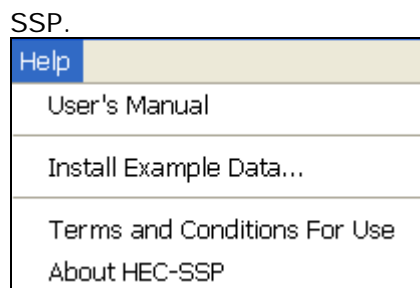 SSP.
Help
User's Manual
Install Example Data...
Terms and Conditions For Use
About HEC-SSP